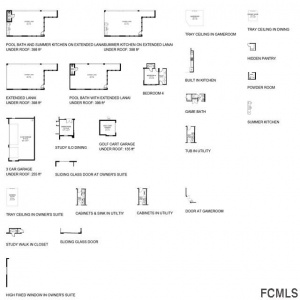 TRAY CEILING IN GAMEROOM
TRAY CEILING IN DINING
POOL BATH AND SUMMER KITCHEN ON EXTENDED LANAI
UNDER ROOF: 388 ft²
SUMMER KITCHEN ON EXTENDED LANAI
UNDER ROOF: 388 ft²
HIDDEN PANTRY
BUILT IN KITCHEN
POWDER ROOM
EXTENDED LANAI
UNDER ROOF: 388 ft²
POOL BATH WITH EXTENDED LANAI
UNDER ROOF: 388 ft²
BEDROOM 6
GAME BATH
SUMMER KITCHEN
STUDY ILO DINING
GOLF CART GARAGE
UNDER ROOF: 135 ft²
TUB IN UTILITY
3 CAR GARAGE
UNDER ROOF: 255 ft²
SLIDING GLASS DOOR AT OWNER'S SUITE
TRAY CEILING IN OWNER'S SUITE
CABINETS & SINK IN UTILITY
CABINETS IN UTILITY
DOOR AT GAMEROOM
STUDY WALK IN CLOSET
SLIDING GLASS DOOR
HIGH FIXED WINDOW IN OWNER'S SUITE
FCMLS